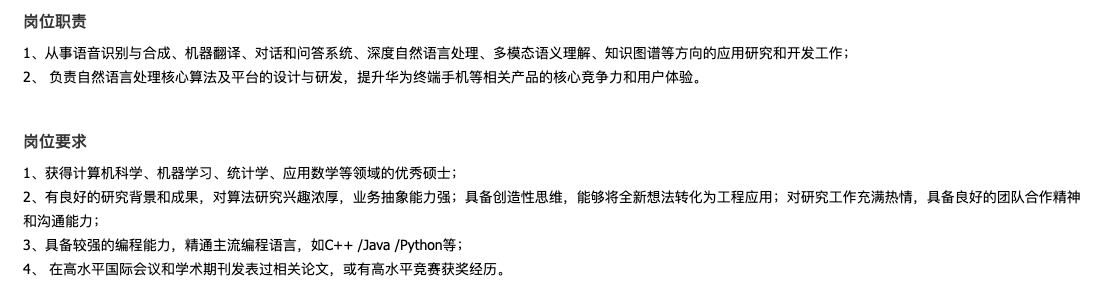 岗位职责
1、从事语音识别与合成、机器翻译、对话和问答系统、深度自然语言处理、多模态语义理解、知识图谱等方向的应用研究和开发工作；
2、 负责自然语言处理核心算法及平台的设计与研发，提升华为终端手机等相关产品的核心竞争力和用户体验。
岗位要求
1、获得计算机科学、机器学习、统计学、应用数学等领域的优秀硕士；
2、有良好的研究背景和成果，对算法研究兴趣浓厚，业务抽象能力强；具备创造性思维，能够将全新想法转化为工程应用；对研究工作充满热情，具备良好的团队合作精神
和沟通能力；
3、具备较强的编程能力，精通主流编程语言，如C++ /Java /Python等；
4、 在高水平国际会议和学术期刊发表过相关论文，或有高水平竞赛获奖经历。